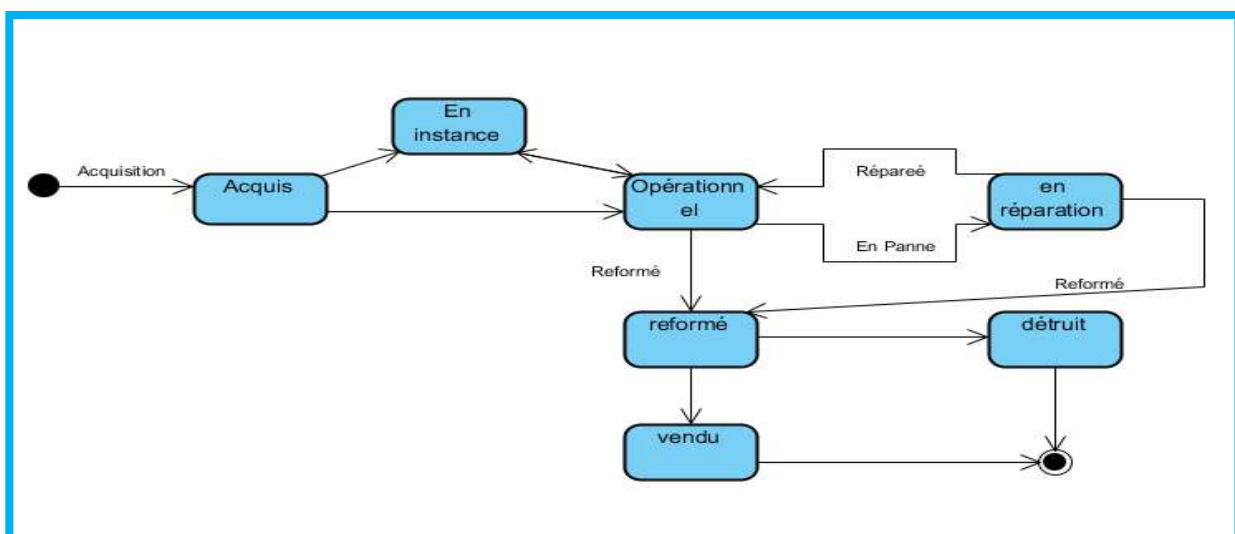 En
instance
Acquisition
Acquis
Opérationn
el
Répareé
en
réparation
En Panne
Reformé
Reformé
reformé
détruit
vendu